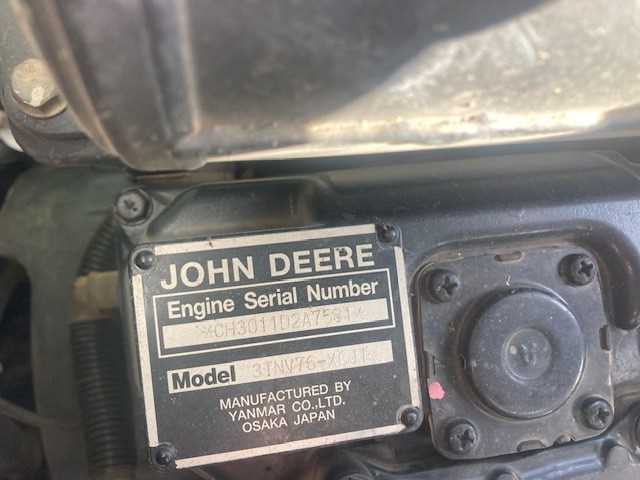 JOHN DEERE
Engine Serial Number
Model
MANUFACTURED BY
YANMAR CO.,LTD.
OSAKA JAPAN